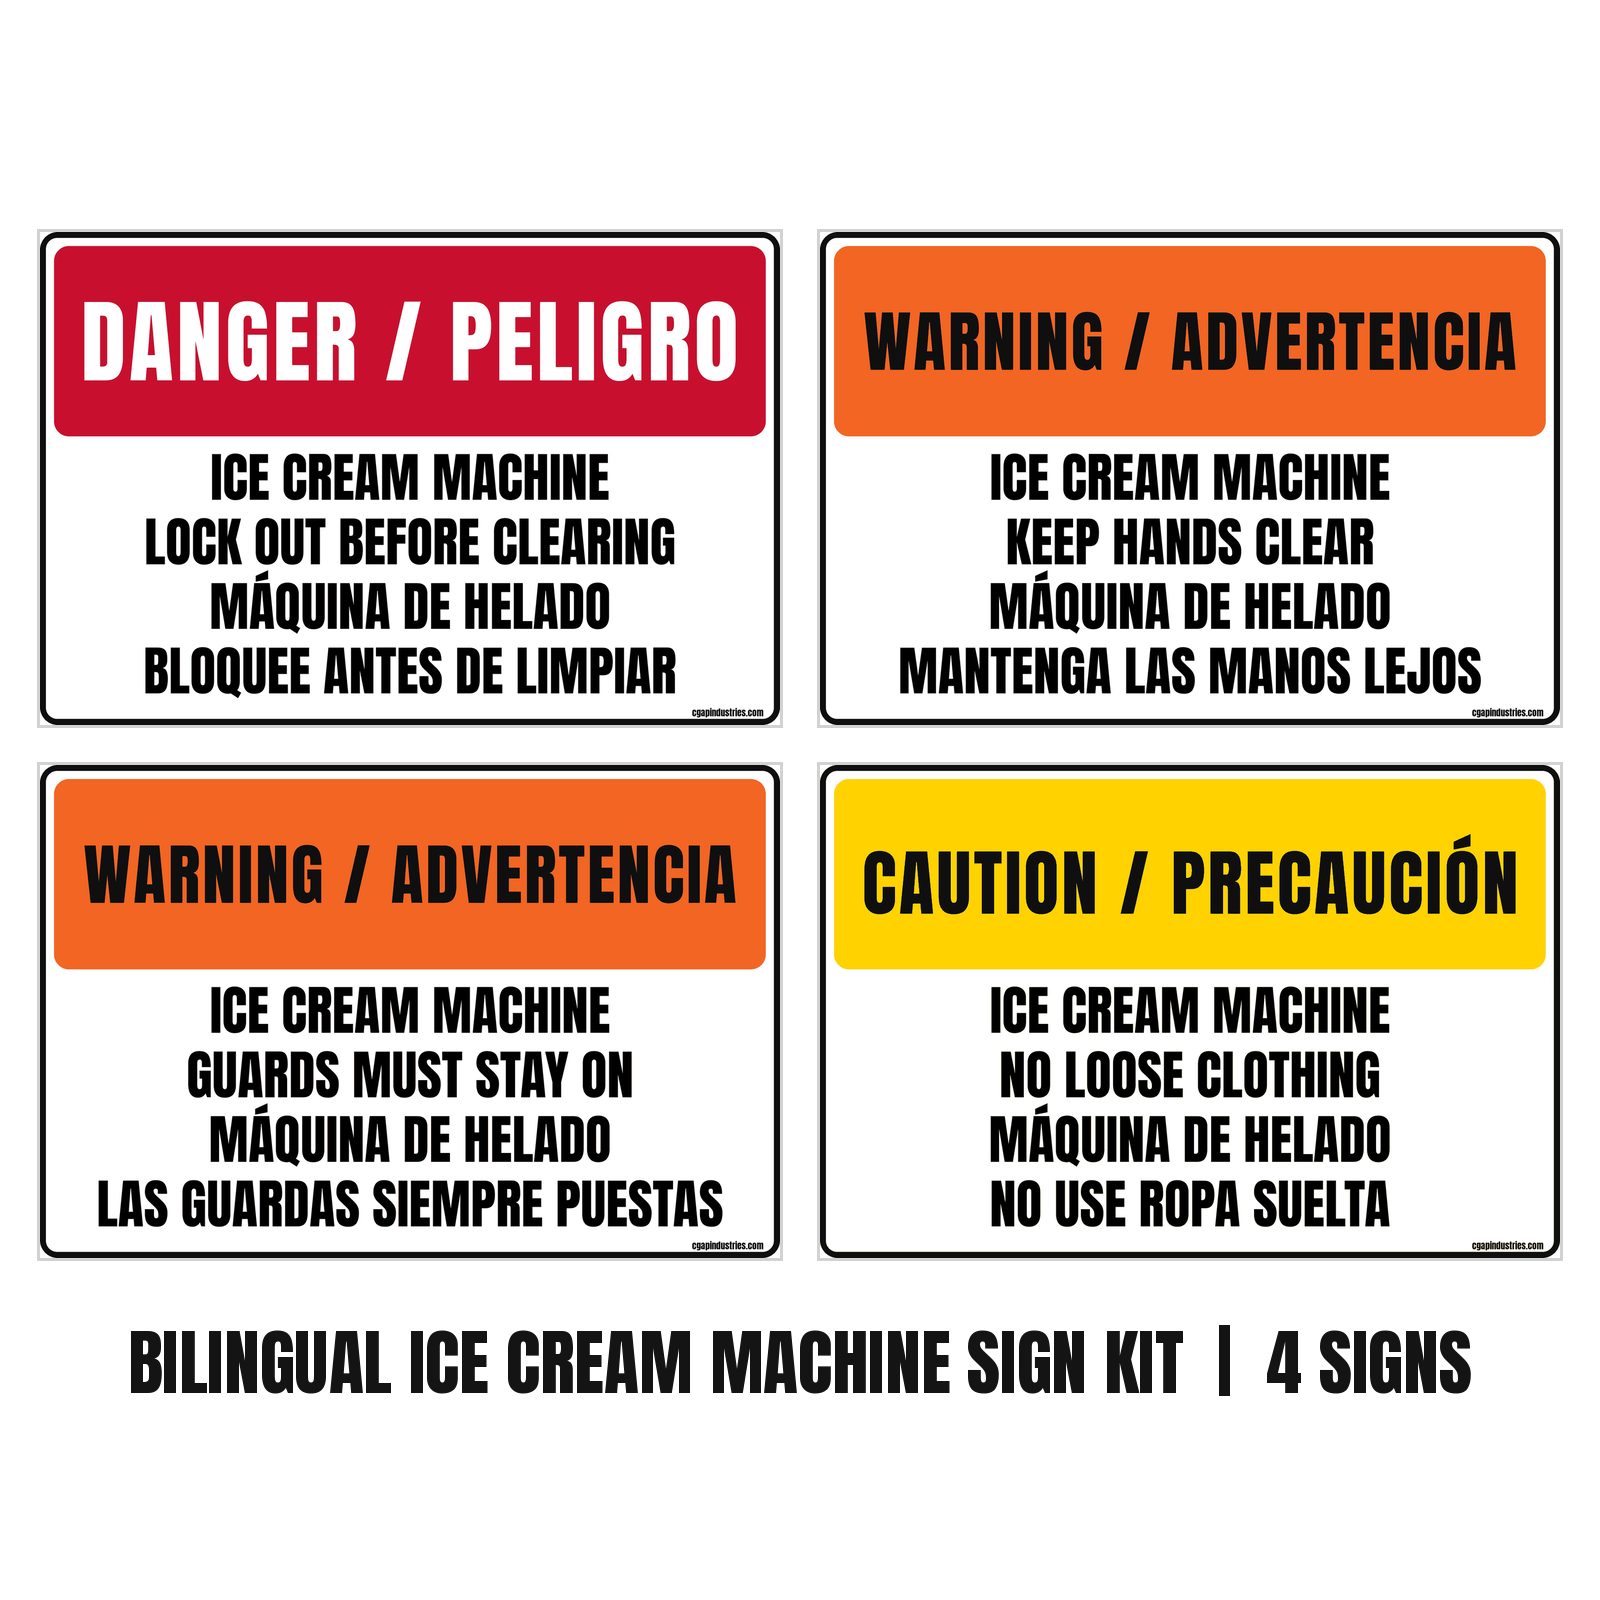 DANGER / PELIGRO
ICE CREAM MACHINE
LOCK OUT BEFORE CLEARING
MÁQUINA DE HELADO
BLOQUEE ANTES DE LIMPIAR
cgapindustries.com
WARNING / ADVERTENCIA
ICE CREAM MACHINE
KEEP HANDS CLEAR
MÁQUINA DE HELADO
MANTENGA LAS MANOS LEJOS
cgapindustries.com
WARNING / ADVERTENCIA
ICE CREAM MACHINE
GUARDS MUST STAY ON
MÁQUINA DE HELADO
LAS GUARDAS SIEMPRE PUESTAS
cgapindustries.com
CAUTION / PRECAUCIÓN
ICE CREAM MACHINE
NO LOOSE CLOTHING
MÁQUINA DE HELADO
NO USE ROPA SUELTA
cgapindustries.com
BILINGUAL ICE CREAM MACHINE SIGN KIT | 4 SIGNS